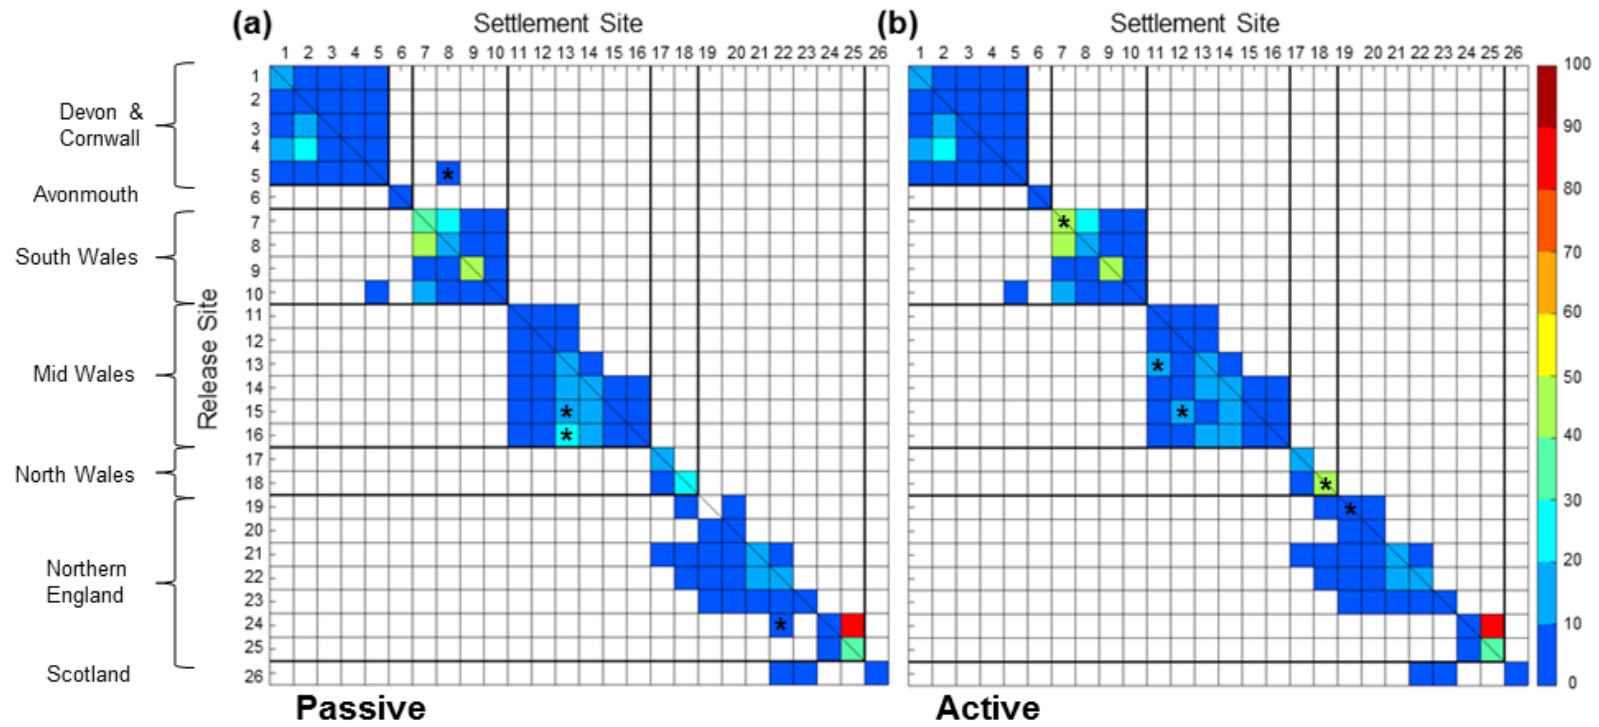 (a)
Settlement Site
1 2 3 4 5 6 7 8 9 10 11 12 13 14 15 16 17 18 19 20 21 22 23 24 25 26
Release Site
1
2
3
4
5
6
7
8
9
10
11
12
13
14
15
16
17
18
19
20
21
22
23
24
25
26
Devon &
Cornwall
Avonmouth
South Wales
Mid Wales
North Wales
Northern
England
Scotland
*
*
*
*
Passive
(b)
Settlement Site
1 2 3 4 5 6 7 8 9 10 11 12 13 14 15 16 17 18 19 20 21 22 23 24 25 26
*
*
*
*
*
Active
100
90
80
70
60
50
40
30
20
10
0